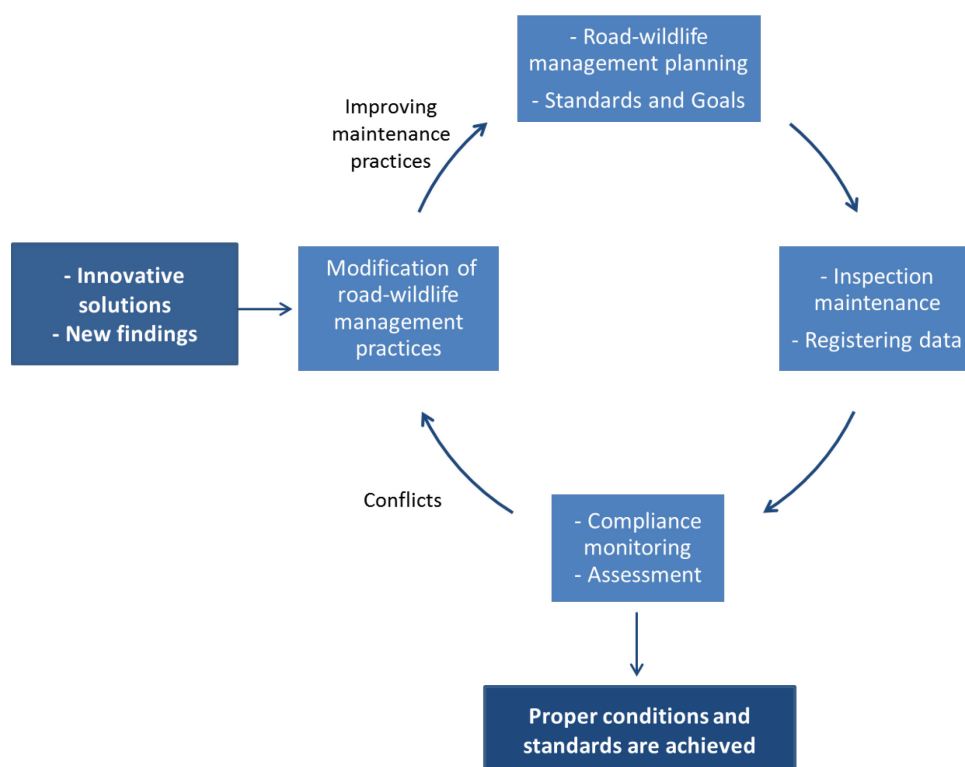 - Road-wildlife
management planning
- Standards and Goals
Improving
maintenance
practices
- Innovative
solutions
- New findings
Modification of
road-wildlife
management
practices
- Inspection
maintenance
- Registering data
Conflicts
- Compliance
monitoring
- Assessment
Proper conditions and
standards are achieved